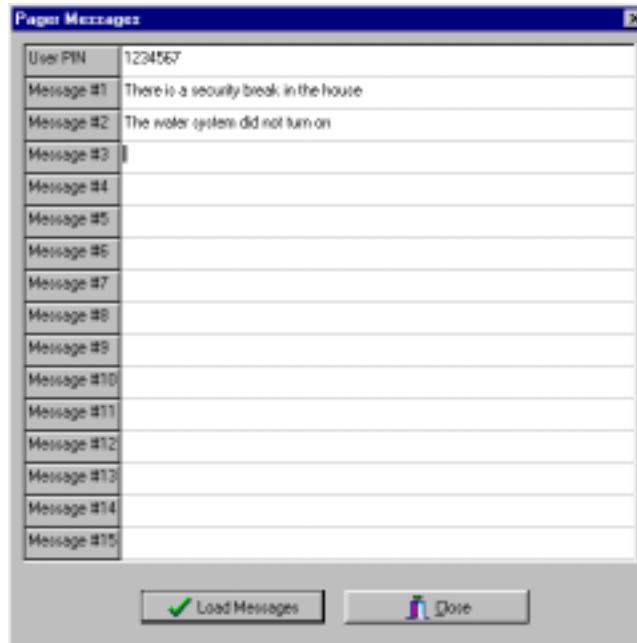 Pager Messages
User PIN 1234567
Message #1 There is a security break in the house
Message #2 The water system did not turn on
Message #3
Message #4
Message #5
Message #6
Message #7
Message #8
Message #9
Message #10
Message #11
Message #12
Message #13
Message #14
Message #15
Load Messages Close